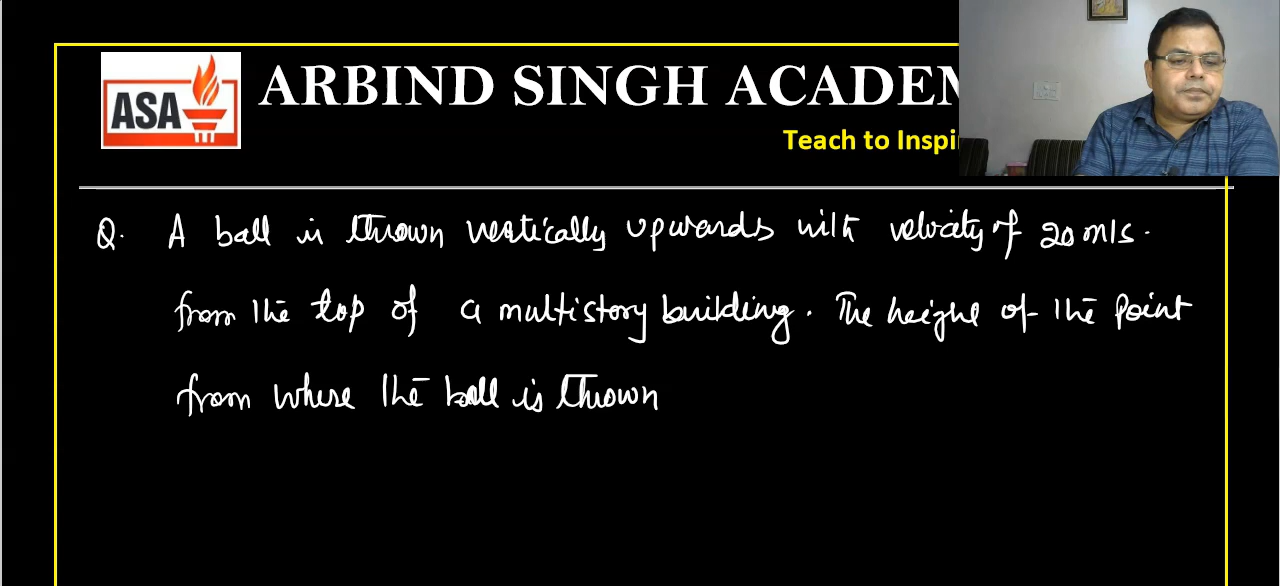 ASA
ARBIND SINGH ACADEM
Teach to Inspi
Q. A ball is thrown vertically upwards with velocity of 20 m/s.
from the top of a multistory building. The height of the point
from where the ball is thrown